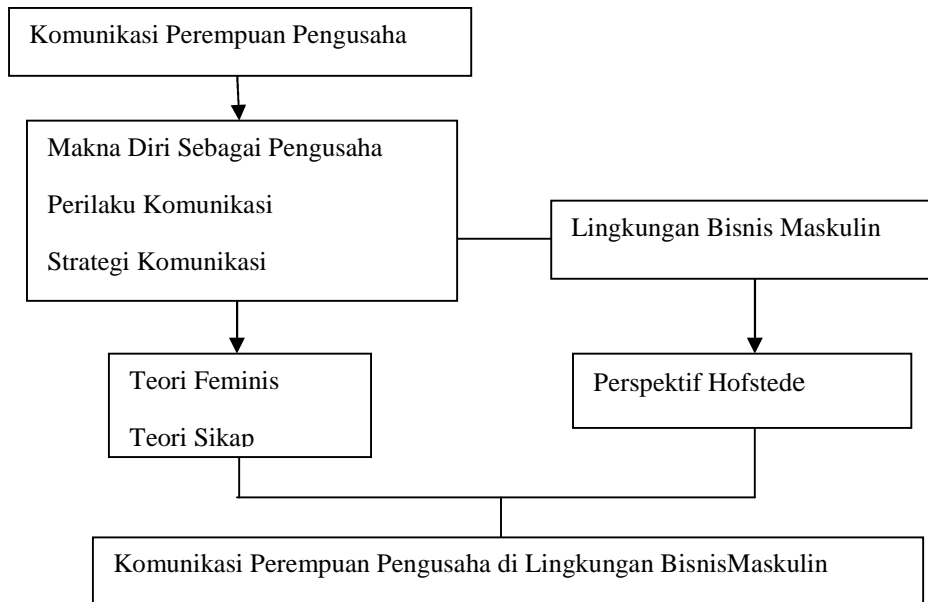 Komunikasi Perempuan Pengusaha
Makna Diri Sebagai Pengusaha
Perilaku Komunikasi
Strategi Komunikasi
Lingkungan Bisnis Maskulin
Teori Feminis
Teori Sikap
Perspektif Hofstede
Komunikasi Perempuan Pengusaha di Lingkungan BisnisMaskulin